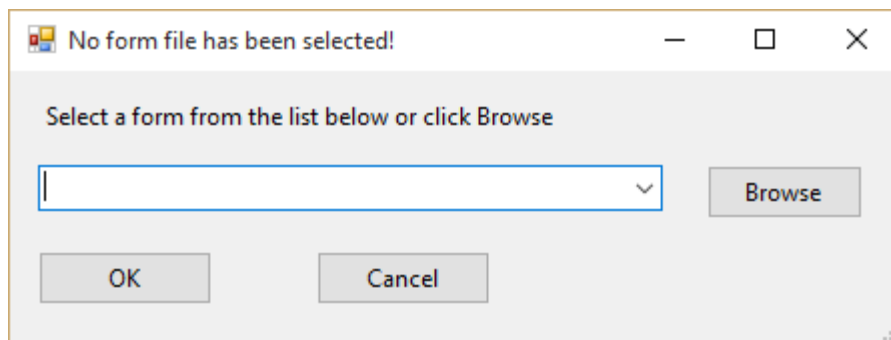 No form file has been selected!
Select a form from the list below or click Browse
Browse
OK Cancel